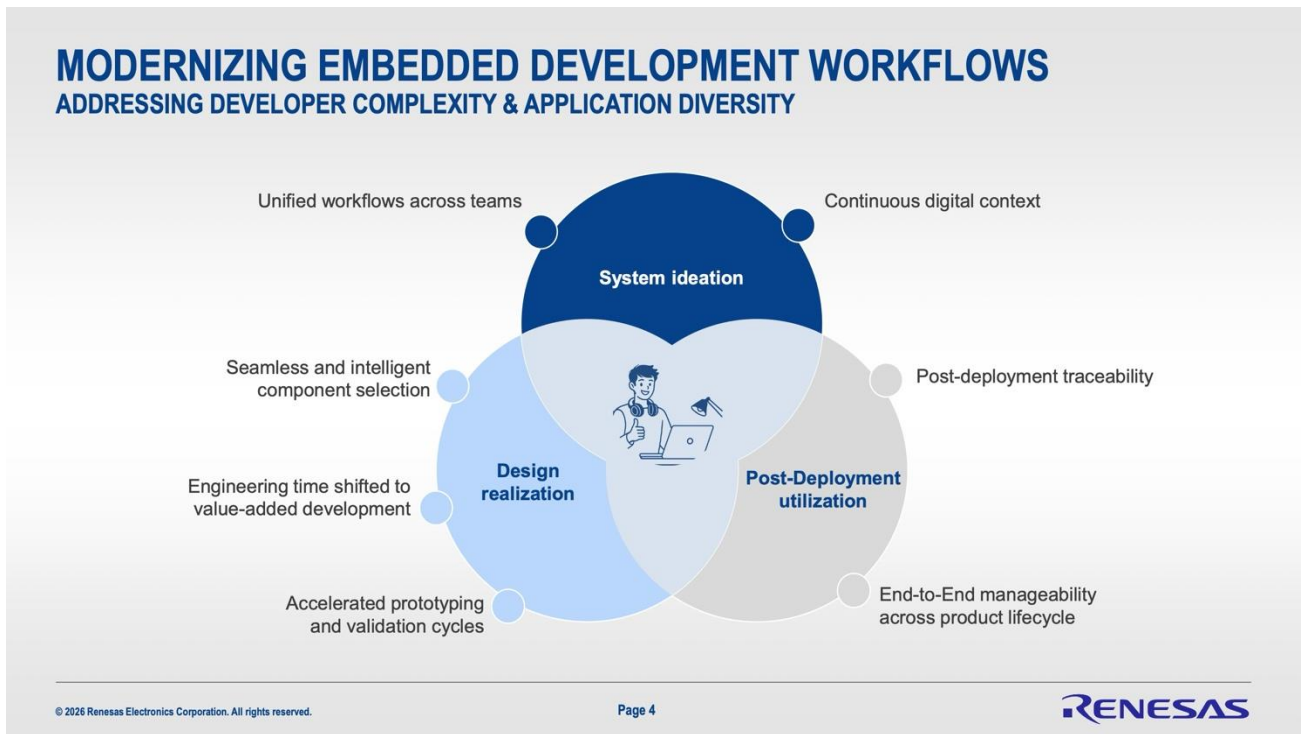 MODERNIZING EMBEDDED DEVELOPMENT WORKFLOWS
ADDRESSING DEVELOPER COMPLEXITY & APPLICATION DIVERSITY
Unified workflows across teams
Continuous digital context
System ideation
Seamless and intelligent
component selection
Post-deployment traceability
Design
realization
Post-Deployment
utilization
Engineering time shifted to
value-added development
Accelerated prototyping
and validation cycles
End-to-End manageability
across product lifecycle
© 2026 Renesas Electronics Corporation. All rights reserved.
Page 4
RENESAS